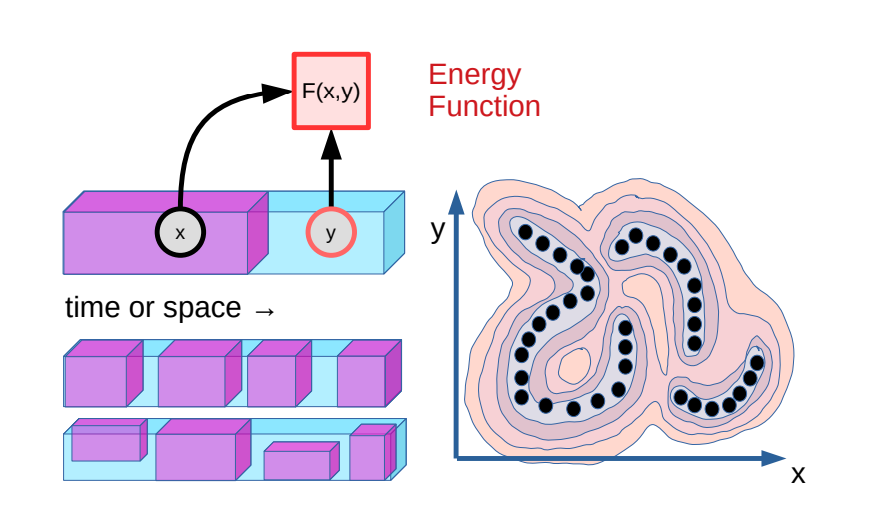 Energy
Function
F(x,y)
x
y
y
time or space →
x